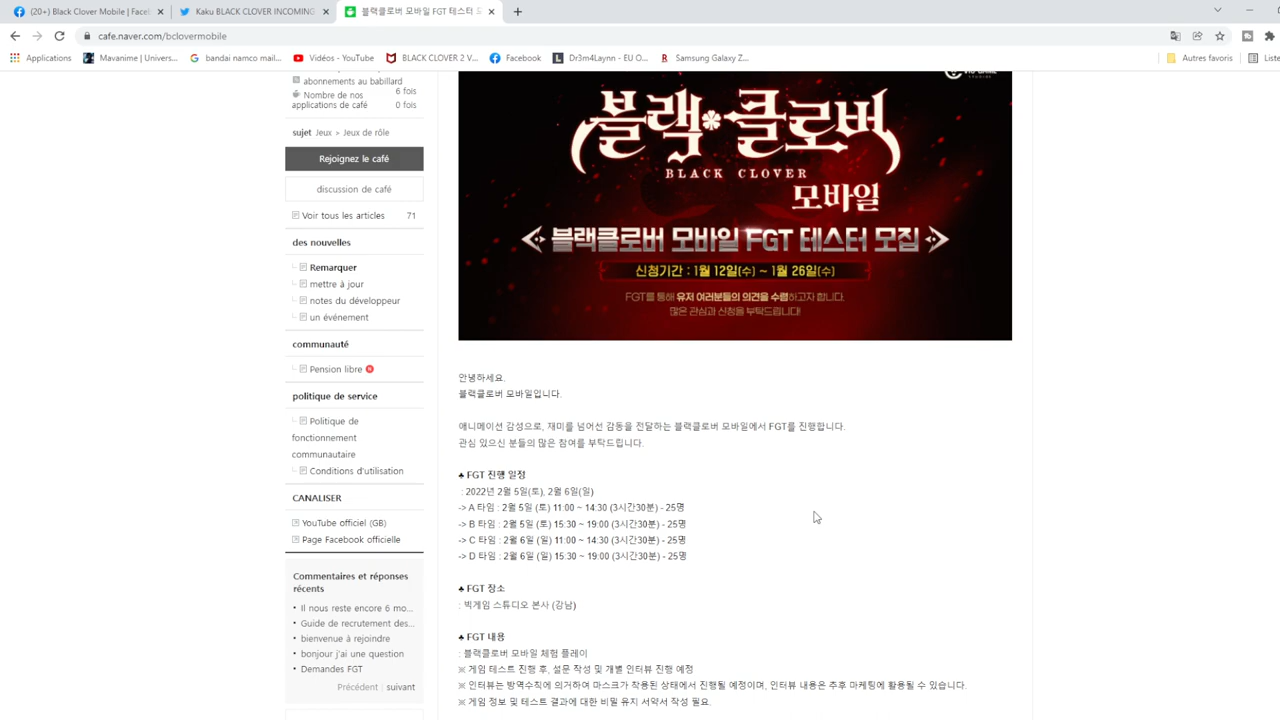 (20+) Black Clover Mobile | Facel
Kaku BLACK CLOVER INCOMING
블랙클로버 모바일 FGT 테스터 모
cafe.naver.com/bclovermobile
Applications
Mavanime | Univers...
bandai namco mail...
Vidéos - YouTube
BLACK CLOVER 2 V...
Facebook
Dr3m4Laynn - EU O...
Samsung Galaxy Z...
Autres favoris
Liste
abonnements au babillard
6 fois
Nombre de nos
applications de café
0 fois
sujet Jeux > Jeux de rôle
Rejoignez le café
discussion de café
Voir tous les articles 71
des nouvelles
Remarquer
mettre à jour
notes du développeur
un événement
communauté
Pension libre
politique de service
Politique de
fonctionnement
communautaire
Conditions d'utilisation
CANALISER
YouTube officiel (GB)
Page Facebook officielle
Commentaires et réponses
récents
• Il nous reste encore 6 mo...
• Guide de recrutement des...
• bienvenue à rejoindre
• bonjour j'ai une question
• Demandes FGT
Précédent | suivant
블랙클로버
BLACK CLOVER
모바일
블랙클로버 모바일 FGT 테스터 모집
신청기간 : 1월 12일(수) ~ 1월 26일(수)
FGT를 통해 유저 여러분들의 의견을 수렴하고자 합니다.
많은 관심과 신청을 부탁드립니다!
안녕하세요.
블랙클로버 모바일입니다.
애니메이션 감성으로, 재미를 넘어선 감동을 전달하는 블랙클로버 모바일에서 FGT를 진행합니다.
관심 있으신 분들의 많은 참여를 부탁드립니다.
♣ FGT 진행 일정
: 2022년 2월 5일(토), 2월 6일(일)
-> A 타임 : 2월 5일 (토) 11:00 ~ 14:30 (3시간30분) - 25명
-> B 타임 : 2월 5일 (토) 15:30 ~ 19:00 (3시간30분) - 25명
-> C 타임 : 2월 6일 (일) 11:00 ~ 14:30 (3시간30분) - 25명
-> D 타임 : 2월 6일 (일) 15:30 ~ 19:00 (3시간30분) - 25명
♣ FGT 장소
: 빅게임 스튜디오 본사 (강남)
♣ FGT 내용
: 블랙클로버 모바일 체험 플레이
※ 게임 테스트 진행 후, 설문 작성 및 개별 인터뷰 진행 예정
※ 인터뷰는 방역수칙에 의거하여 마스크가 착용된 상태에서 진행될 예정이며, 인터뷰 내용은 추후 마케팅에 활용될 수 있습니다.
※ 게임 정보 및 테스트 결과에 대한 비밀 유지 서약서 작성 필요.